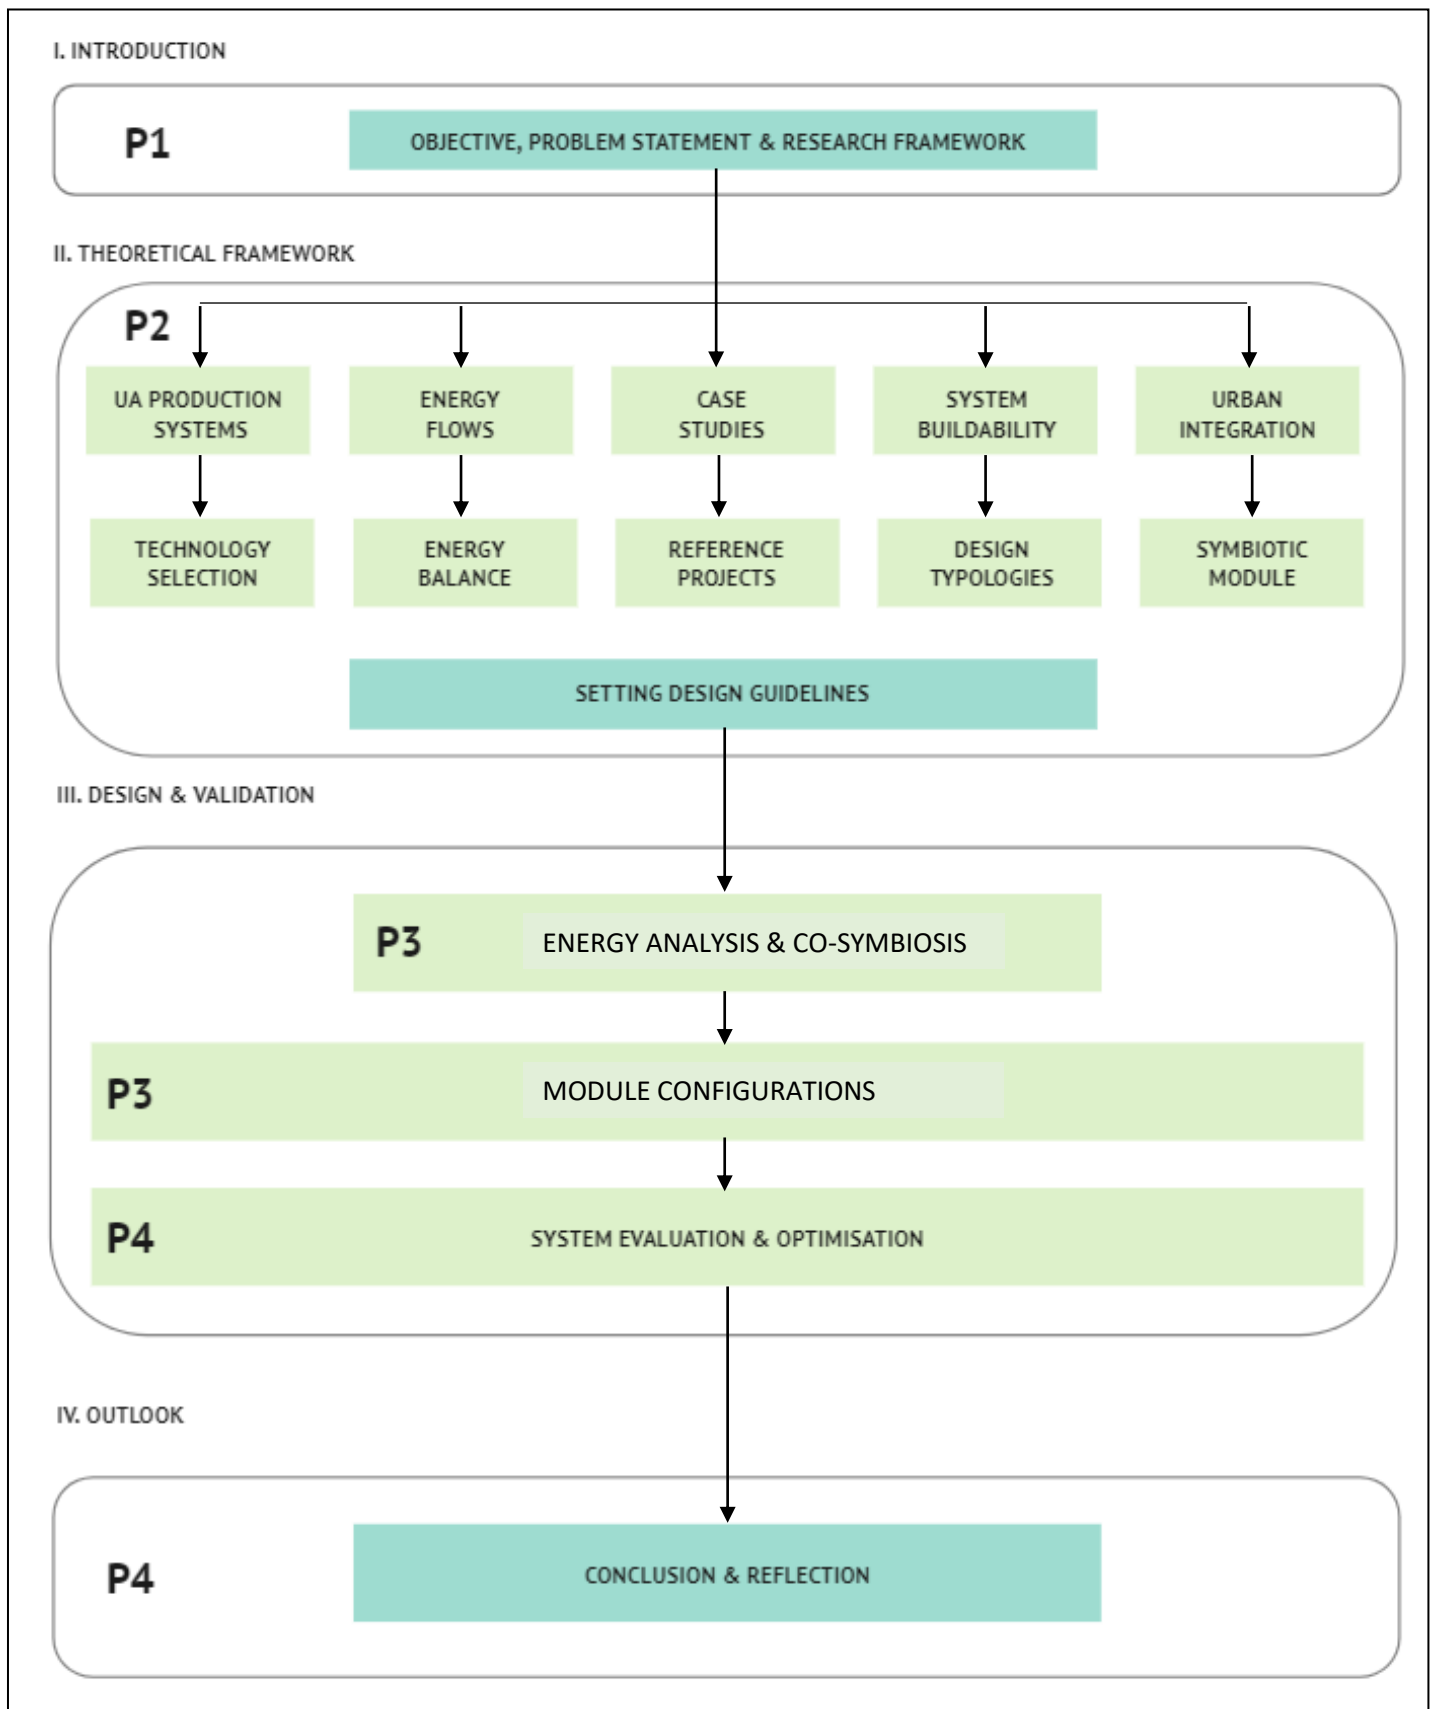 I. INTRODUCTION
P1
OBJECTIVE, PROBLEM STATEMENT & RESEARCH FRAMEWORK
II. THEORETICAL FRAMEWORK
P2
UA PRODUCTION
SYSTEMS
ENERGY
FLOWS
CASE
STUDIES
SYSTEM
BUILDABILITY
URBAN
INTEGRATION
TECHNOLOGY
SELECTION
ENERGY
BALANCE
REFERENCE
PROJECTS
DESIGN
TYPOLOGIES
SYMBIOTIC
MODULE
SETTING DESIGN GUIDELINES
III. DESIGN & VALIDATION
P3
ENERGY ANALYSIS & CO-SYMBIOSIS
P3
MODULE CONFIGURATIONS
P4
SYSTEM EVALUATION & OPTIMISATION
IV. OUTLOOK
P4
CONCLUSION & REFLECTION